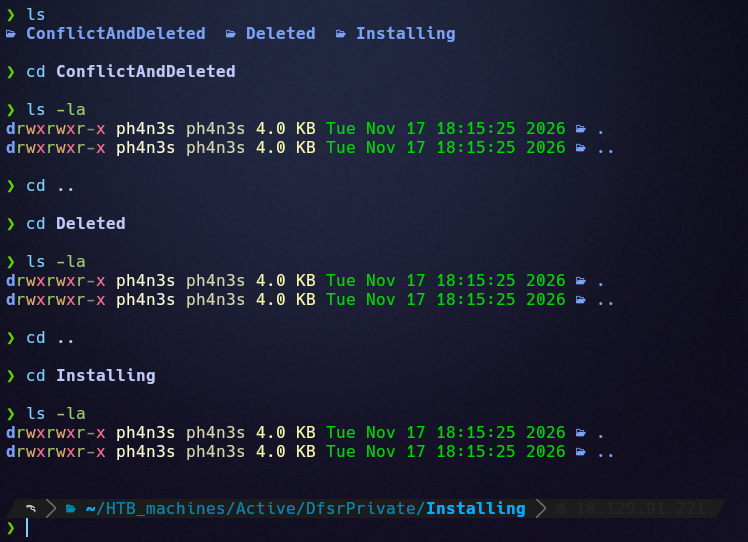 ❯ ls
ConflictAndDeleted Deleted Installing
❯ cd ConflictAndDeleted
❯ ls -la
drwxrwxr-x ph4n3s ph4n3s 4.0 KB Tue Nov 17 18:15:25 2026 .
drwxrwxr-x ph4n3s ph4n3s 4.0 KB Tue Nov 17 18:15:25 2026 ..
❯ cd ..
❯ cd Deleted
❯ ls -la
drwxrwxr-x ph4n3s ph4n3s 4.0 KB Tue Nov 17 18:15:25 2026 .
drwxrwxr-x ph4n3s ph4n3s 4.0 KB Tue Nov 17 18:15:25 2026 ..
❯ cd ..
❯ cd Installing
❯ ls -la
drwxrwxr-x ph4n3s ph4n3s 4.0 KB Tue Nov 17 18:15:25 2026 .
drwxrwxr-x ph4n3s ph4n3s 4.0 KB Tue Nov 17 18:15:25 2026 ..
~/HTB_machines/Active/DfsrPrivate/Installing 10.129.91.221
❯